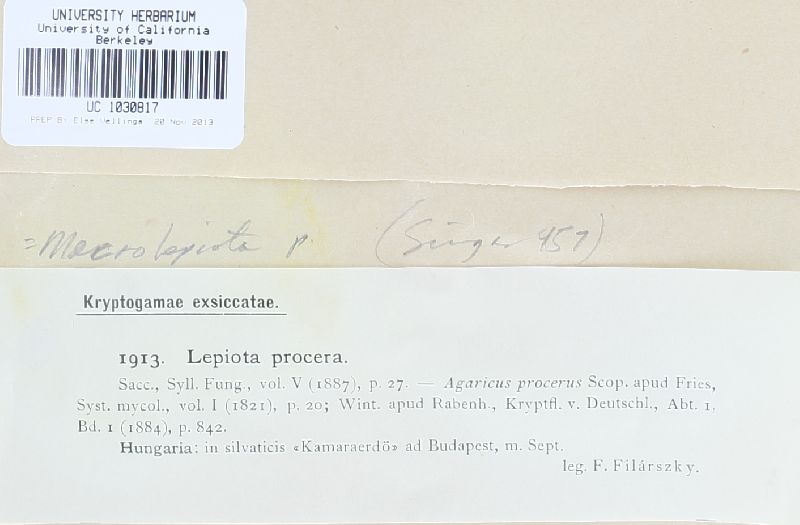 UNIVERSITY HERBARIUM
University of California
Berkeley
UC 1030817
PREP BY Else Vellinga 20 Nov 2013
=Macrolepiota p. (Singer 457)
Kryptogamae exsiccatae.
1913. Lepiota procera.
Sacc., Syll. Fung., vol. V (1887), p. 27. — Agaricus procerus Scop. apud Fries,
Syst. mycol., vol. I (1821), p. 20; Wint. apud Rabenh., Kryptfl. v. Deutschl., Abt. 1,
Bd. 1 (1884), p. 842.
Hungaria: in silvaticis «Kamaraerdö» ad Budapest, m. Sept.
leg. F. Filárszky.